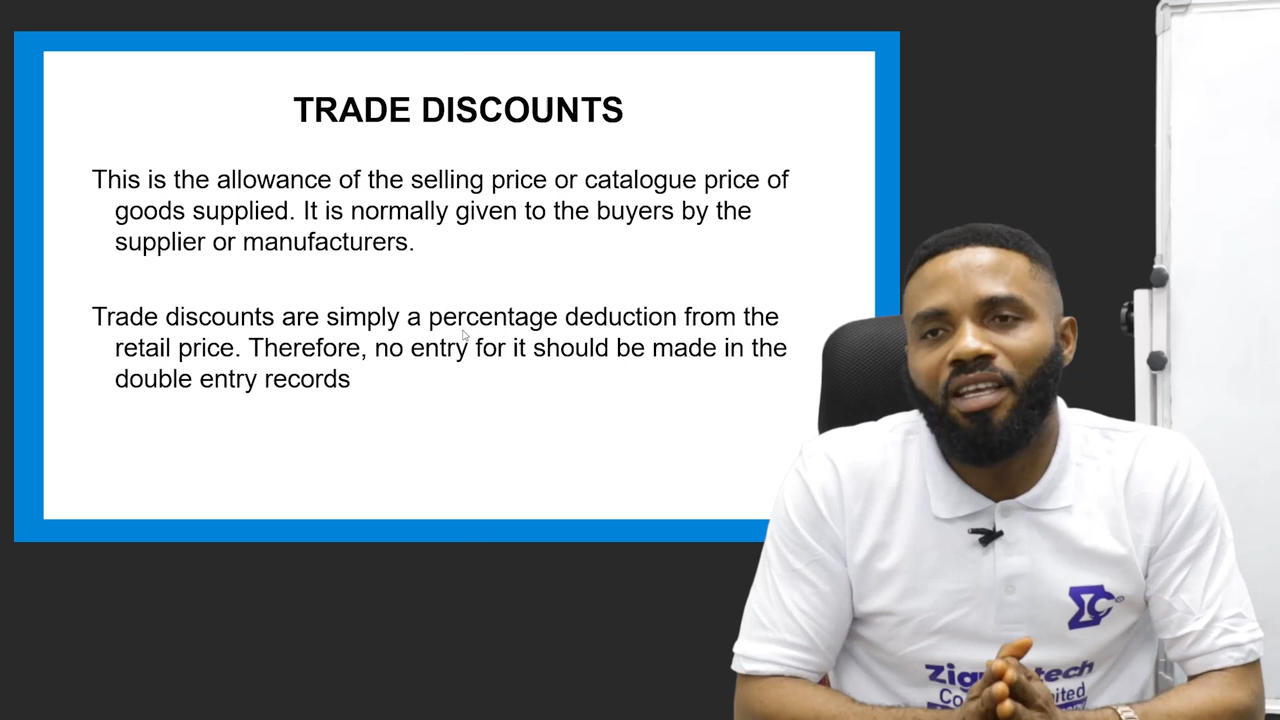 TRADE DISCOUNTS
This is the allowance of the selling price or catalogue price of
goods supplied. It is normally given to the buyers by the
supplier or manufacturers.
Trade discounts are simply a percentage deduction from the
retail price. Therefore, no entry for it should be made in the
double entry records